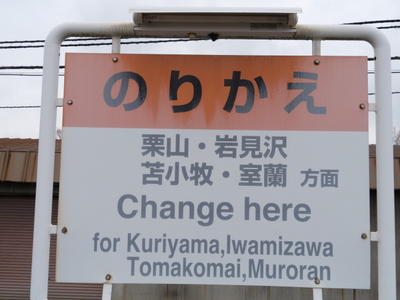 のりかえ
栗山・岩見沢
苫小牧・室蘭 方面
Change here
for Kuriyama,Iwamizawa
Tomakomai,Muroran